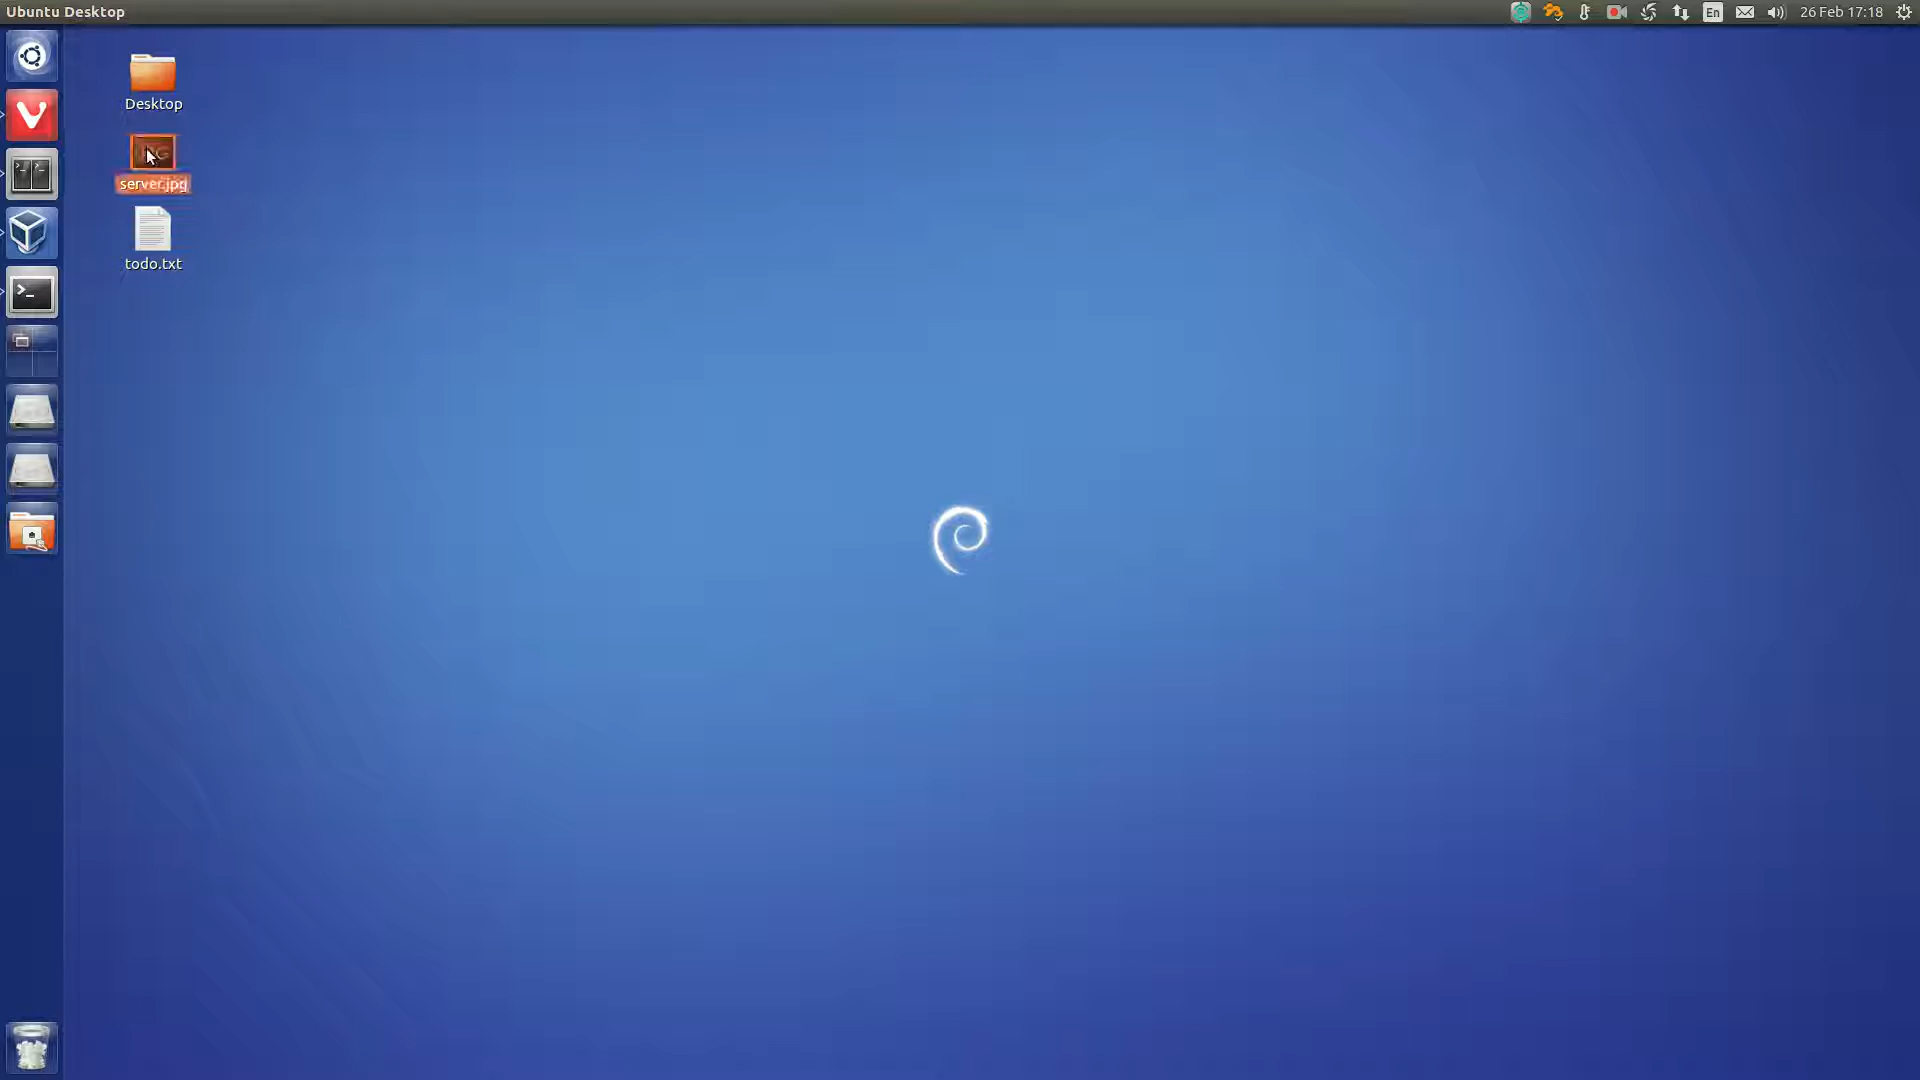 Ubuntu Desktop
En
26 Feb 17:18
Desktop
server.jpg
todo.txt